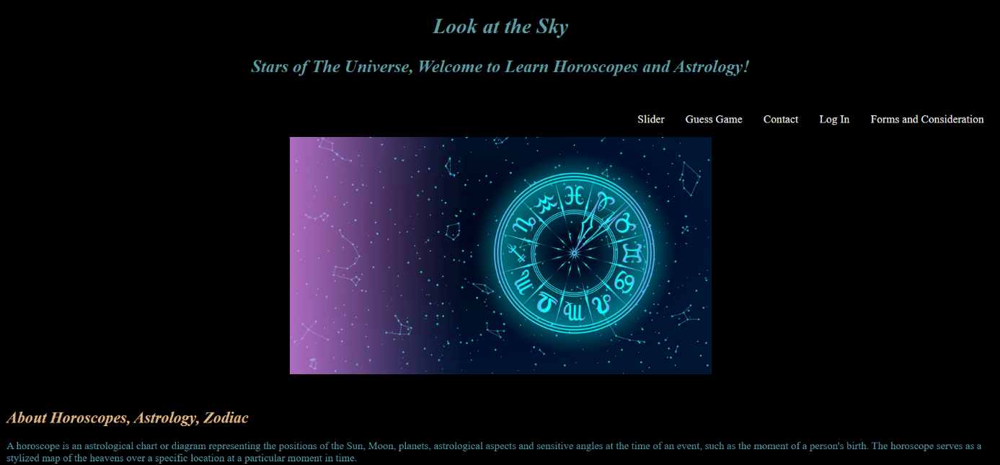 Look at the Sky
Stars of The Universe, Welcome to Learn Horoscopes and Astrology!
Slider Guess Game Contact Log In Forms and Consideration
About Horoscopes, Astrology, Zodiac
A horoscope is an astrological chart or diagram representing the positions of the Sun, Moon, planets, astrological aspects and sensitive angles at the time of an event, such as the moment of a person's birth. The horoscope serves as a
stylized map of the heavens over a specific location at a particular moment in time.